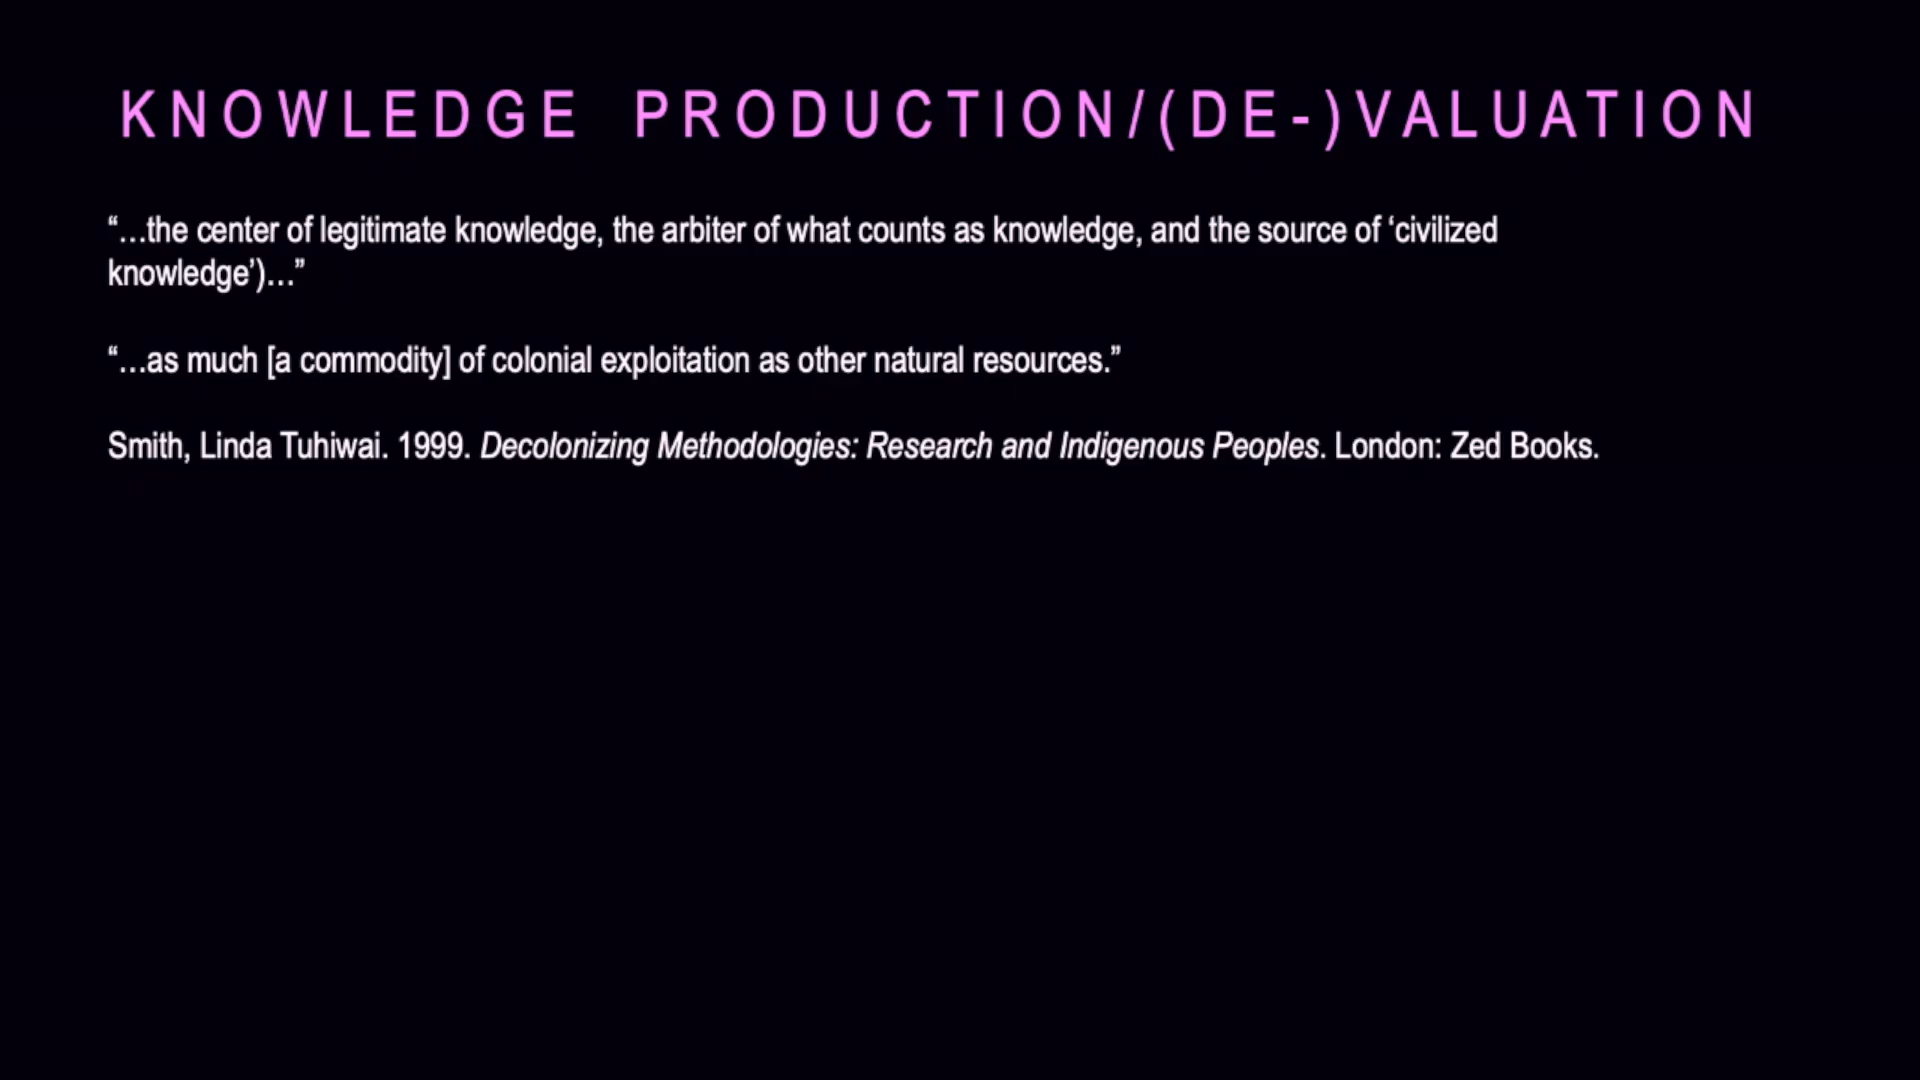 KNOWLEDGE PRODUCTION/(DE-)VALUATION
“…the center of legitimate knowledge, the arbiter of what counts as knowledge, and the source of ‘civilized
knowledge’)…”
“…as much [a commodity] of colonial exploitation as other natural resources.”
Smith, Linda Tuhiwai. 1999. Decolonizing Methodologies: Research and Indigenous Peoples. London: Zed Books.